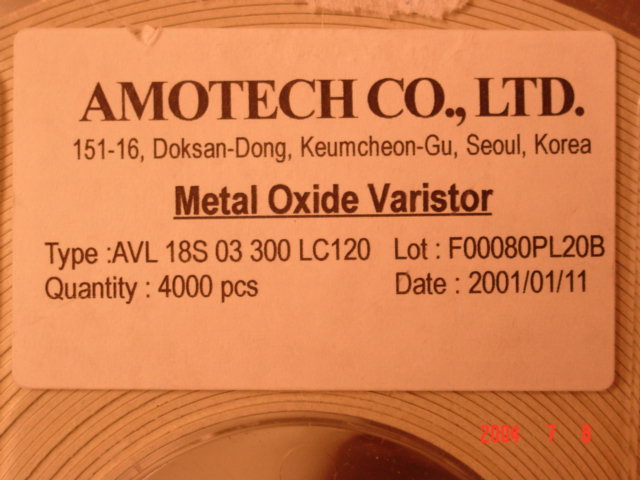 AMOTECH CO., LTD.
151-16, Doksan-Dong, Keumcheon-Gu, Seoul, Korea
Metal Oxide Varistor
Type :AVL 18S 03 300 LC120 Lot : F00080PL20B
Quantity : 4000 pcs Date : 2001/01/11
2004 7 8